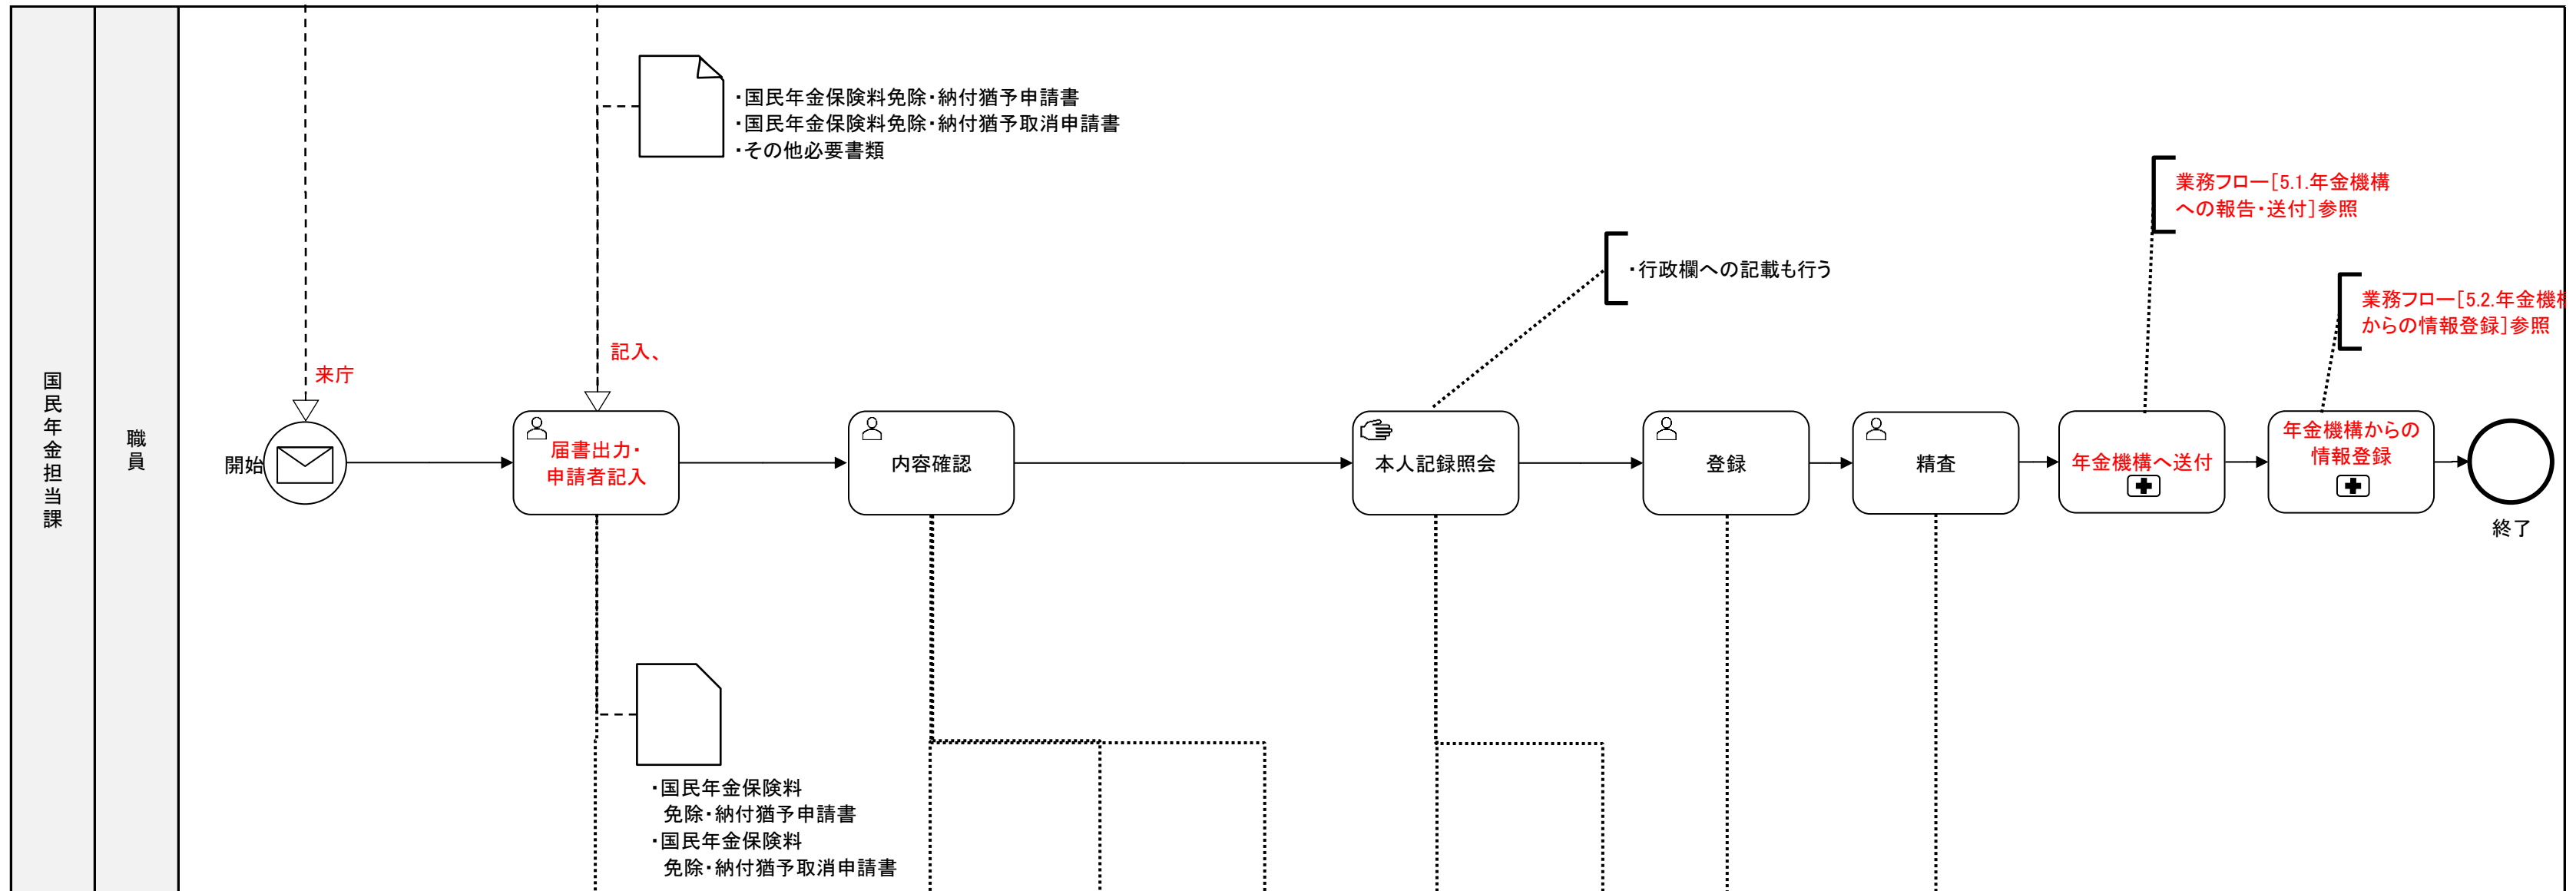 国民年金担当課
職員
・国民年金保険料免除・納付猶予申請書
・国民年金保険料免除・納付猶予取消申請書
・その他必要書類
業務フロー[5.1.年金機構
への報告・送付]参照
・行政欄への記載も行う
業務フロー[5.2.年金機
からの情報登録]参照
来庁
記入、
開始
届書出力・
申請者記入
内容確認
本人記録照会
登録
精査
年金機構へ送付
年金機構からの
情報登録
終了
・国民年金保険料
免除・納付猶予申請書
・国民年金保険料
免除・納付猶予取消申請書